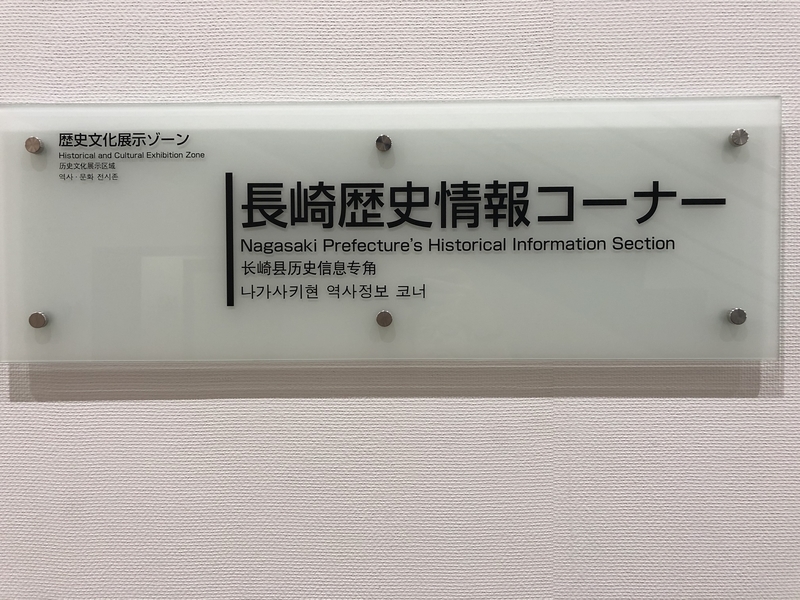 歴史文化展示ゾーン
Historical and Cultural Exhibition Zone
历史文化展示区域
역사 · 문화 전시존
長崎歴史情報コーナー
Nagasaki Prefecture's Historical Information Section
长崎县历史信息专角
나가사키현 역사정보 코너